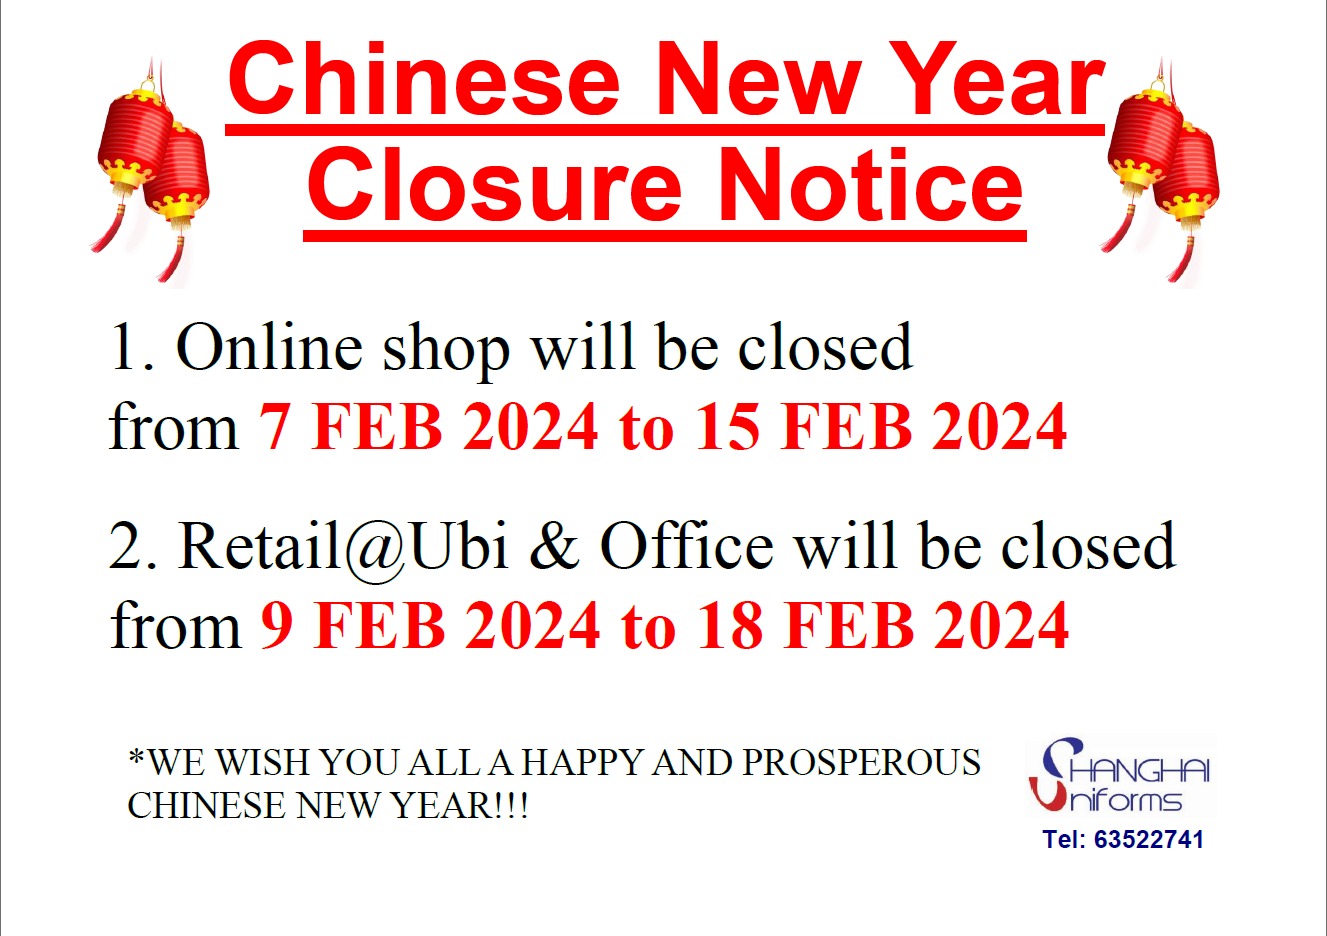 Chinese New Year
Closure Notice
1. Online shop will be closed
from 7 FEB 2024 to 15 FEB 2024
2. Retail@Ubi & Office will be closed
from 9 FEB 2024 to 18 FEB 2024
*WE WISH YOU ALL A HAPPY AND PROSPEROUS
CHINESE NEW YEAR!!!
SHANGHAI
Uniforms
Tel: 63522741